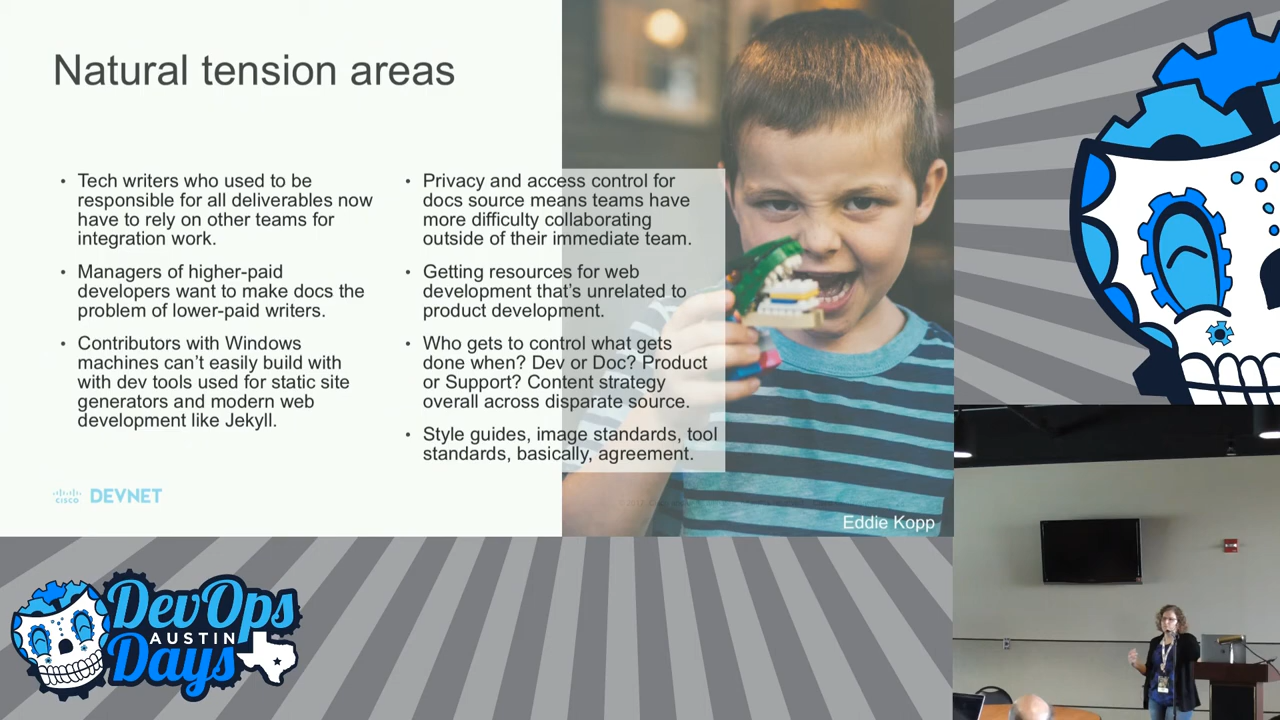 Natural tension areas
• Tech writers who used to be
responsible for all deliverables now
have to rely on other teams for
integration work.
• Managers of higher-paid
developers want to make docs the
problem of lower-paid writers.
• Contributors with Windows
machines can't easily build with
with dev tools used for static site
generators and modern web
development like Jekyll.
• Privacy and access control for
docs source means teams have
more difficulty collaborating
outside of their immediate team.
• Getting resources for web
development that's unrelated to
product development.
• Who gets to control what gets
done when? Dev or Doc? Product
or Support? Content strategy
overall across disparate source.
• Style guides, image standards, tool
standards, basically, agreement.
CISCO DEVNET
Eddie Kopp
DevOps
AUSTIN
Days